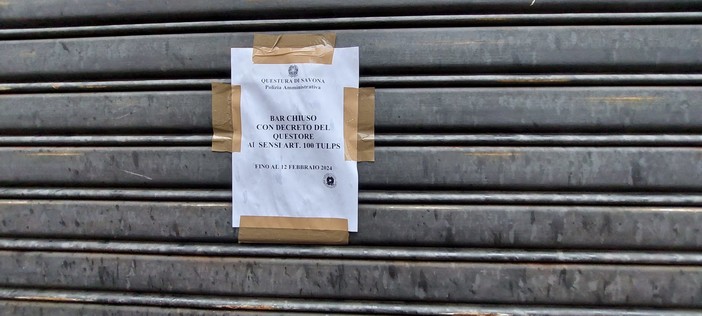 QUESTURA DI SAVONA
Polizia Amministrativa
BAR CHIUSO
CON DECRETO DEL
QUESTORE
AI SENSI ART. 100 TULPS
FINO AL 12 FEBBRAIO 2024